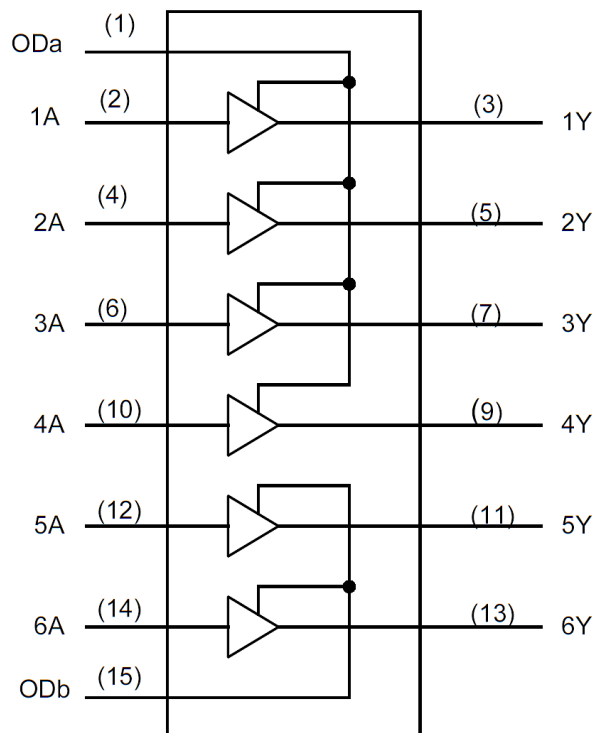 ODa (1)
1A (2) (3) 1Y
2A (4) (5) 2Y
3A (6) (7) 3Y
4A (10) (9) 4Y
5A (12) (11) 5Y
6A (14) (13) 6Y
ODb (15)